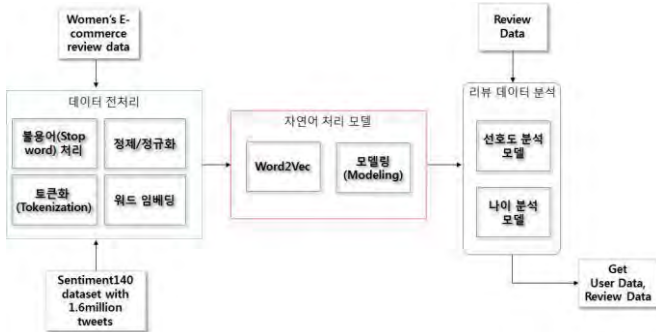 Women's E-
commerce
review data
Review
Data
데이터 전처리
불용어(Stop
word) 처리
정제/정규화
토큰화
(Tokenization)
워드 임베딩
자연어 처리 모델
Word2Vec
모델링
(Modeling)
리뷰 데이터 분석
선호도 분석
모델
나이 분석
모델
Sentiment140
dataset with
1.6million
tweets
Get
User Data,
Review Data